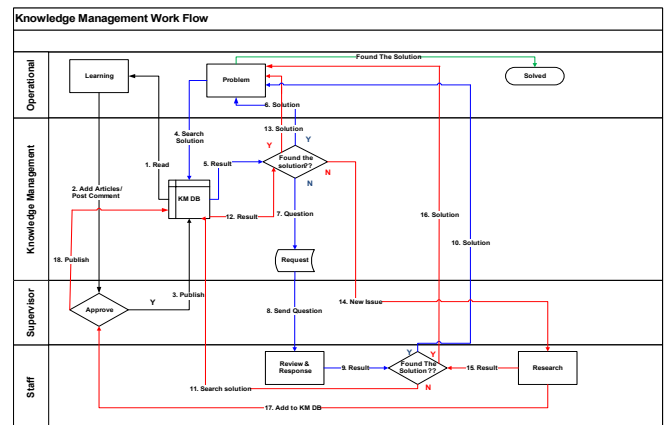 Knowledge Management Work Flow
Operational
Learning
Problem
Found The Solution
Solved
6. Solution
Knowledge Management
4. Search
Solution
13. Solution
Y
Y
1. Read
5. Result
Found the
solution??
N
N
2. Add Articles/
Post Comment
KM DB
12. Result
7. Question
16. Solution
10. Solution
18. Publish
Request
3. Publish
Supervisor
Approve
Y
14. New Issue
8. Send Question
Staff
Review &
Response
9. Result
Y
Y
Found The
Solution??
N
15. Result
Research
11. Search solution
17. Add to KM DB